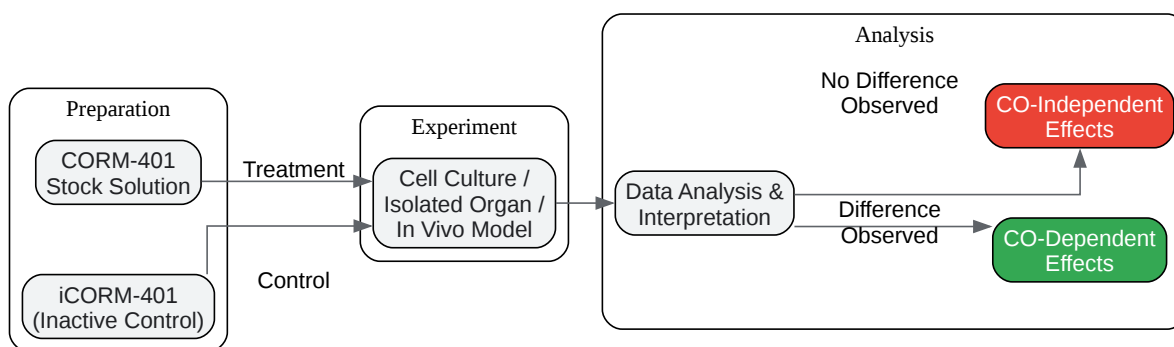 Preparation
CORM-401
Stock Solution
iCORM-401
(Inactive Control)
Treatment
Control
Experiment
Cell Culture /
Isolated Organ /
In Vivo Model
Analysis
Data Analysis &
Interpretation
No Difference
Observed
CO-Independent
Effects
Difference
Observed
CO-Dependent
Effects